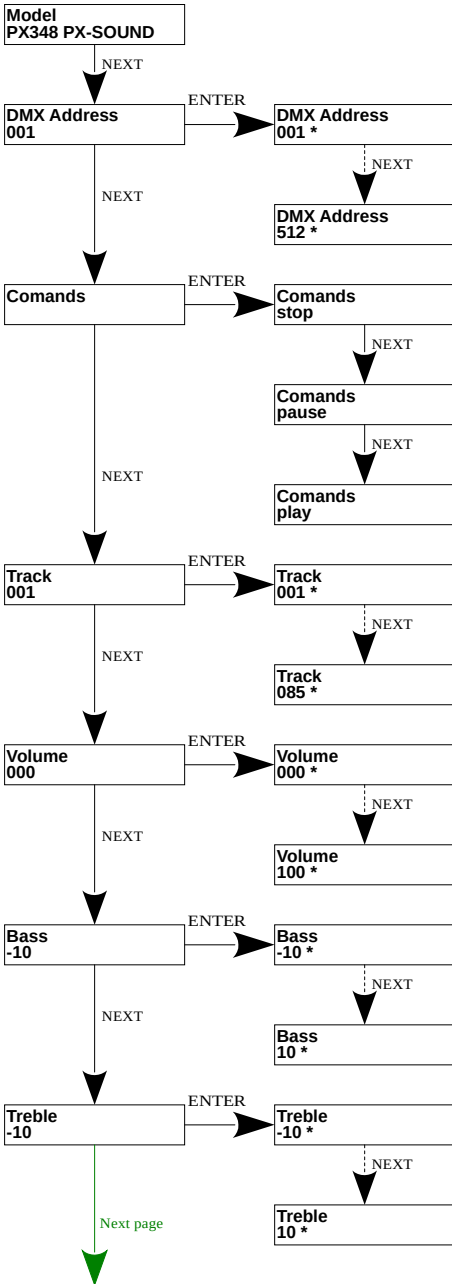 Model
PX348 PX-SOUND
NEXT
ENTER
DMX Address
001
DMX Address
001 *
NEXT
NEXT
DMX Address
512 *
ENTER
Comands
Comands
stop
NEXT
Comands
pause
NEXT
NEXT
Comands
play
ENTER
Track
001
Track
001 *
NEXT
NEXT
Track
085 *
ENTER
Volume
000
Volume
000 *
NEXT
NEXT
Volume
100 *
ENTER
Bass
-10
Bass
-10 *
NEXT
NEXT
Bass
10 *
ENTER
Treble
-10
Treble
-10 *
NEXT
Next page
Treble
10 *